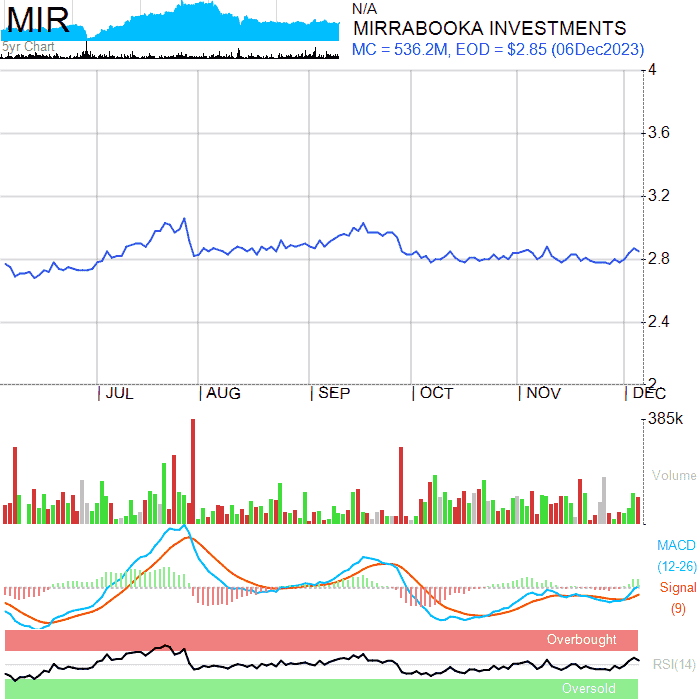 MIR
5yr Chart
N/A
MIRRABOOKA INVESTMENTS
MC = 536.2M, EOD = $2.85 (06Dec2023)
4
3.6
3.2
2.8
2.4
2
| JUL | AUG | SEP | OCT | NOV | DEC
385k
Volume
MACD
(12-26)
Signal
(9)
Overbought
RSI(14)
Oversold